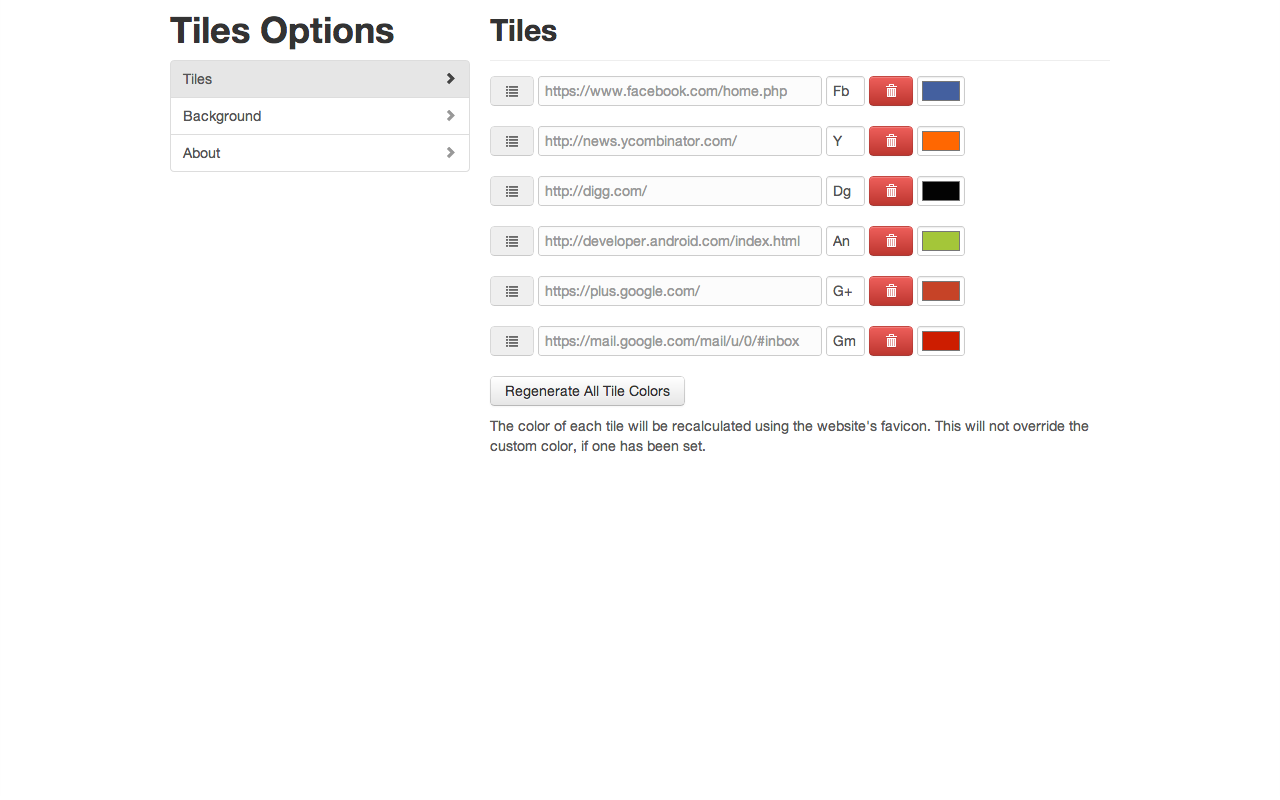 Tiles Options
Tiles
Background
About
Tiles
https://www.facebook.com/home.php Fb
http://news.ycombinator.com/ Y
http://digg.com/ Dg
http://developer.android.com/index.html An
https://plus.google.com/ G+
https://mail.google.com/mail/u/0/#inbox Gm
Regenerate All Tile Colors
The color of each tile will be recalculated using the website's favicon. This will not override the
custom color, if one has been set.